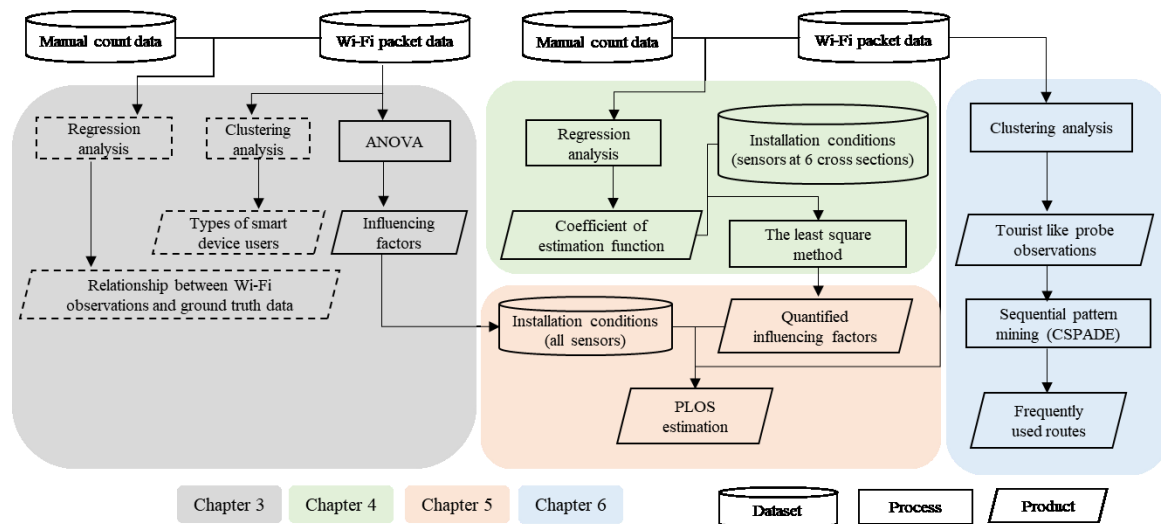 Manual count data
Wi-Fi packet data
Manual count data
Wi-Fi packet data
Regression
analysis
Clustering
analysis
ANOVA
Types of smart
device users
Influencing
factors
Relationship between Wi-Fi
observations and ground truth data
Regression
analysis
Installation conditions
(sensors at 6 cross sections)
Coefficient of
estimation function
The least square
method
Installation conditions
(all sensors)
Quantified
influencing factors
PLOS
estimation
Clustering analysis
Tourist like probe
observations
Sequential pattern
mining (CSPADE)
Frequently
used routes
Chapter 3
Chapter 4
Chapter 5
Chapter 6
Dataset
Process
Product